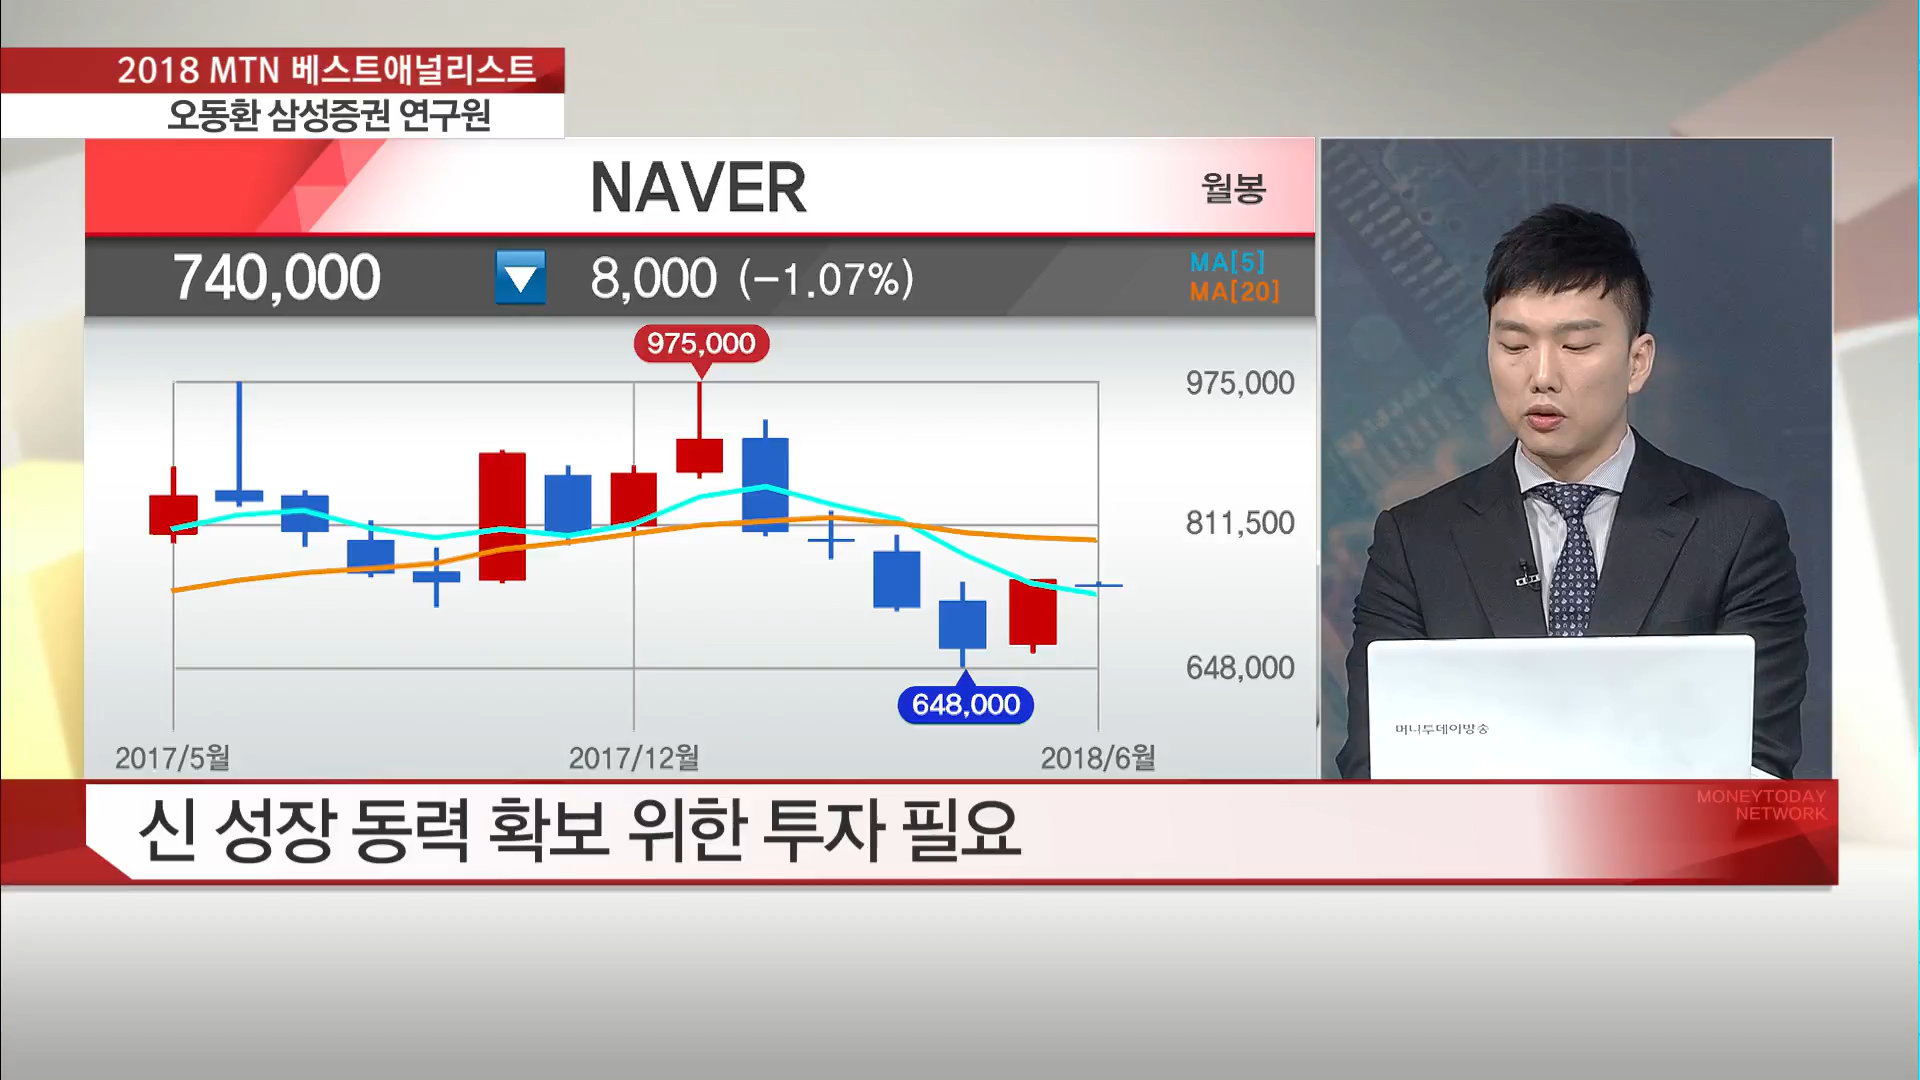 2018 MTN 베스트애널리스트
오동환 삼성증권 연구원
NAVER
월봉
740,000 ▼ 8,000 (-1.07%)
MA[5]
MA[20]
975,000
975,000
811,500
648,000
648,000
2017/5월 2017/12월 2018/6월
머니투데이방송
신 성장 동력 확보 위한 투자 필요
MONEYTODAY
NETWORK